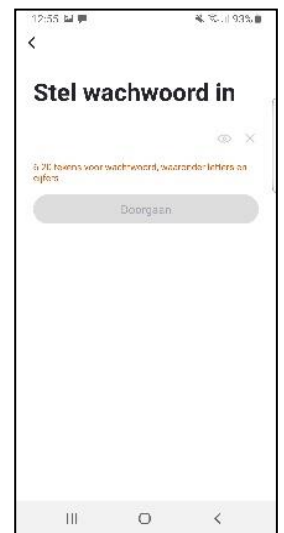 12:55 93%
Stel wachwoord in
6-20 tekens voor wachtwoord, waaronder letters en
cijfers
Doorgaan